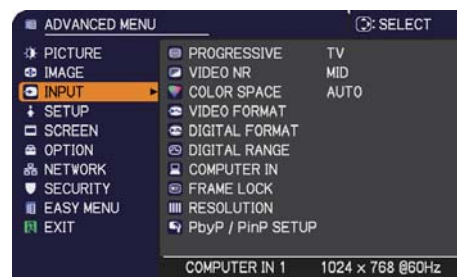 ADVANCED MENU
: SELECT
PICTURE
IMAGE
INPUT
SETUP
SCREEN
OPTION
NETWORK
SECURITY
EASY MENU
EXIT
PROGRESSIVE TV
VIDEO NR MID
COLOR SPACE AUTO
VIDEO FORMAT
DIGITAL FORMAT
DIGITAL RANGE
COMPUTER IN
FRAME LOCK
RESOLUTION
PbyP / PinP SETUP
COMPUTER IN 1 1024 x 768 @60Hz